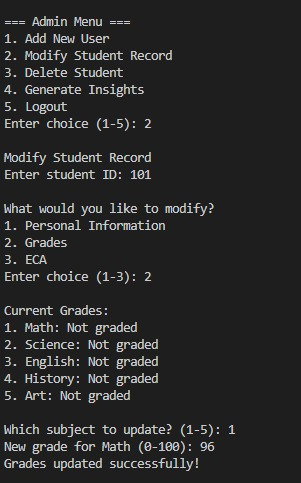 === Admin Menu ===
1. Add New User
2. Modify Student Record
3. Delete Student
4. Generate Insights
5. Logout
Enter choice (1-5): 2

Modify Student Record
Enter student ID: 101

What would you like to modify?
1. Personal Information
2. Grades
3. ECA
Enter choice (1-3): 2

Current Grades:
1. Math: Not graded
2. Science: Not graded
3. English: Not graded
4. History: Not graded
5. Art: Not graded

Which subject to update? (1-5): 1
New grade for Math (0-100): 96
Grades updated successfully!